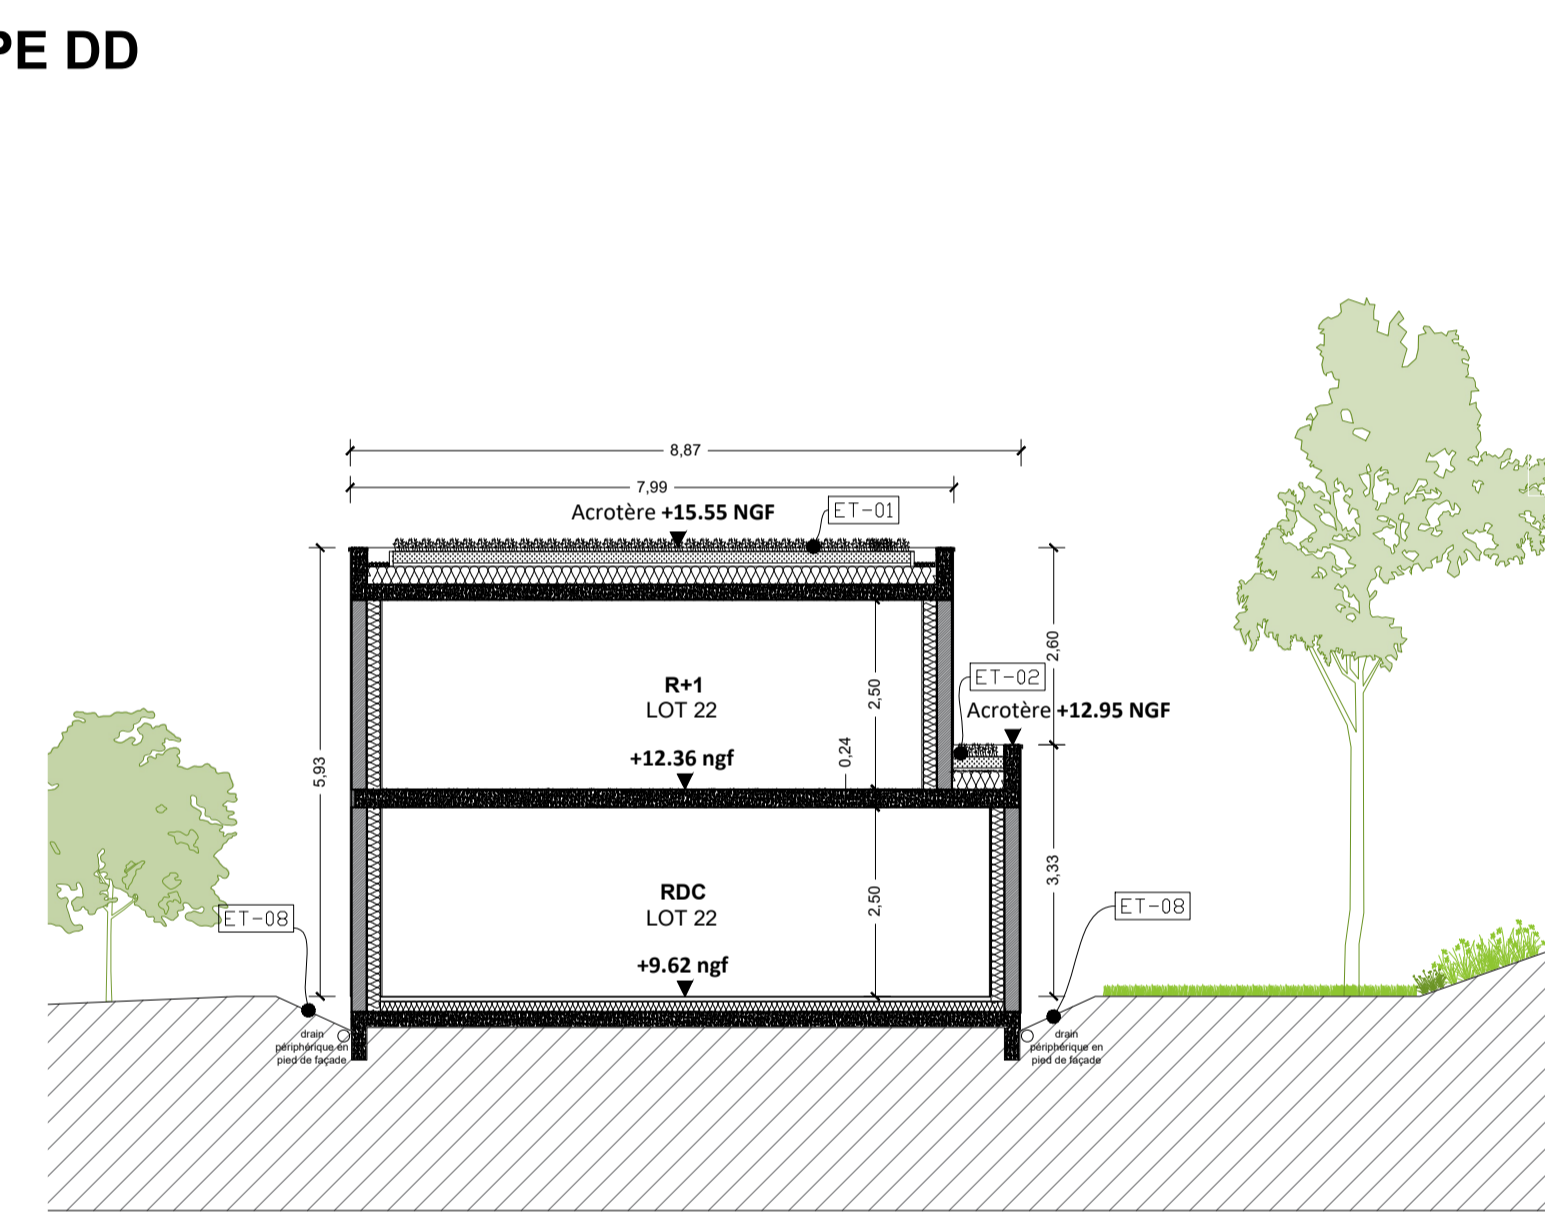 PE DD
8,87
7,99
Acrotère +15.55 NGF
ET-01
2,60
ET-02
R+1
LOT 22
2,50
Acrotère +12.95 NGF
+12.36 ngf
0,24
5,93
3,33
RDC
LOT 22
2,50
ET-08
ET-08
+9.62 ngf
drain
périphérique en
pied de façade
drain
périphérique en
pied de façade